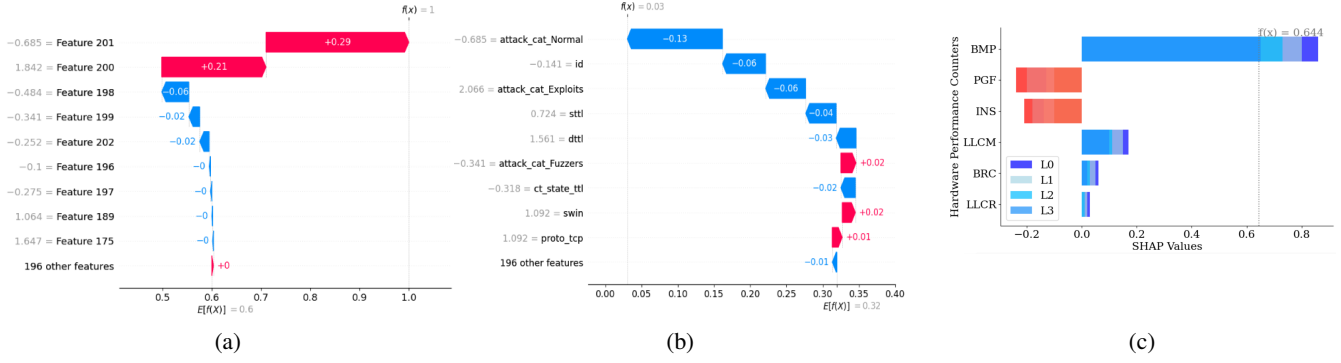 f(x) = 1
−0.685 = Feature 201
+0.29
1.842 = Feature 200
+0.21
−0.484 = Feature 198
−0.06
−0.341 = Feature 199
−0.02
−0.252 = Feature 202
−0.02
−0.1 = Feature 196
−0
−0.275 = Feature 197
−0
1.064 = Feature 189
−0
1.647 = Feature 175
−0
196 other features
+0
0.5 0.6 0.7 0.8 0.9 1.0
E[f(X)] = 0.6
(a)
f(x) = 0.03
−0.685 = attack_cat_Normal
−0.13
−0.141 = id
−0.06
2.066 = attack_cat_Exploits
−0.06
0.724 = sttl
−0.04
1.561 = dttl
−0.03
−0.341 = attack_cat_Fuzzers
+0.02
−0.318 = ct_state_ttl
−0.02
1.092 = swin
+0.02
1.092 = proto_tcp
+0.01
196 other features
−0.01
0.00 0.05 0.10 0.15 0.20 0.25 0.30 0.35 0.40
E[f(X)] = 0.32
(b)
f(x) = 0.644
Hardware Performance Counters
BMP
PGF
INS
LLCM
BRC
LLCR
L0
L1
L2
L3
−0.2 0.0 0.2 0.4 0.6 0.8
SHAP Values
(c)